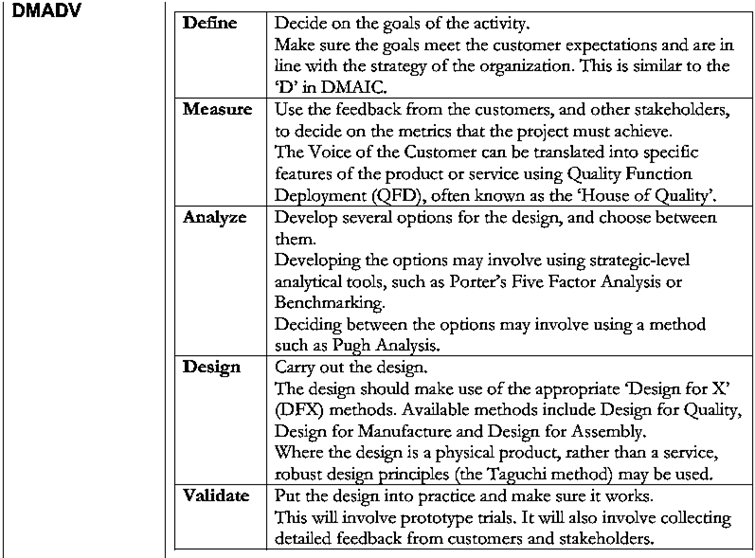 DMADV
Define Decide on the goals of the activity.
Make sure the goals meet the customer expectations and are in
line with the strategy of the organization. This is similar to the
‘D’ in DMAIC.
Measure Use the feedback from the customers, and other stakeholders,
to decide on the metrics that the project must achieve.
The Voice of the Customer can be translated into specific
features of the product or service using Quality Function
Deployment (QFD), often known as the ‘House of Quality’.
Analyze Develop several options for the design, and choose between
them.
Developing the options may involve using strategic-level
analytical tools, such as Porter’s Five Factor Analysis or
Benchmarking.
Deciding between the options may involve using a method
such as Pugh Analysis.
Design Carry out the design.
The design should make use of the appropriate ‘Design for X’
(DFX) methods. Available methods include Design for Quality,
Design for Manufacture and Design for Assembly.
Where the design is a physical product, rather than a service,
robust design principles (the Taguchi method) may be used.
Validate Put the design into practice and make sure it works.
This will involve prototype trials. It will also involve collecting
detailed feedback from customers and stakeholders.